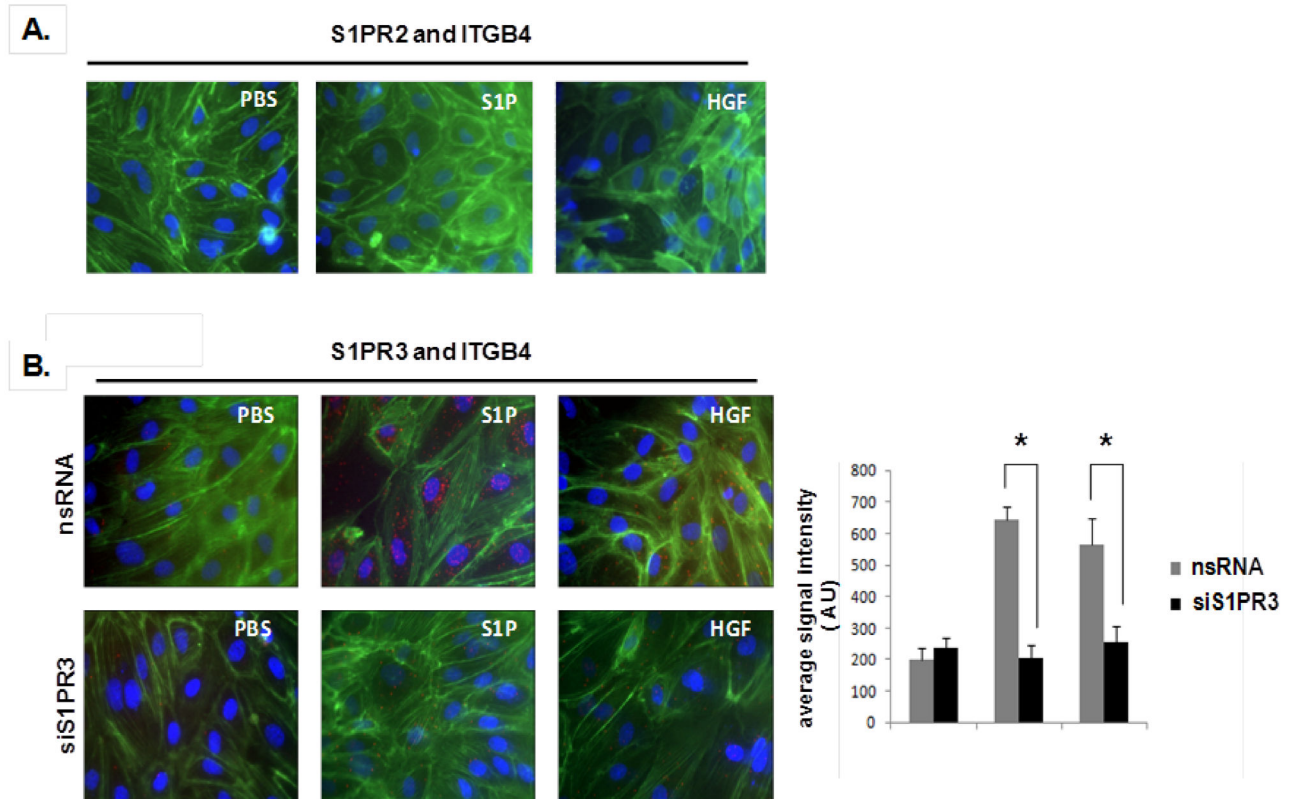 A.
S1PR2 and ITGB4
PBS
S1P
HGF
B.
S1PR3 and ITGB4
nsRNA
PBS
S1P
HGF
siS1PR3
PBS
S1P
HGF
average signal intensity
( AU)
800
700
600
500
400
300
200
100
0
*
*
nsRNA
siS1PR3